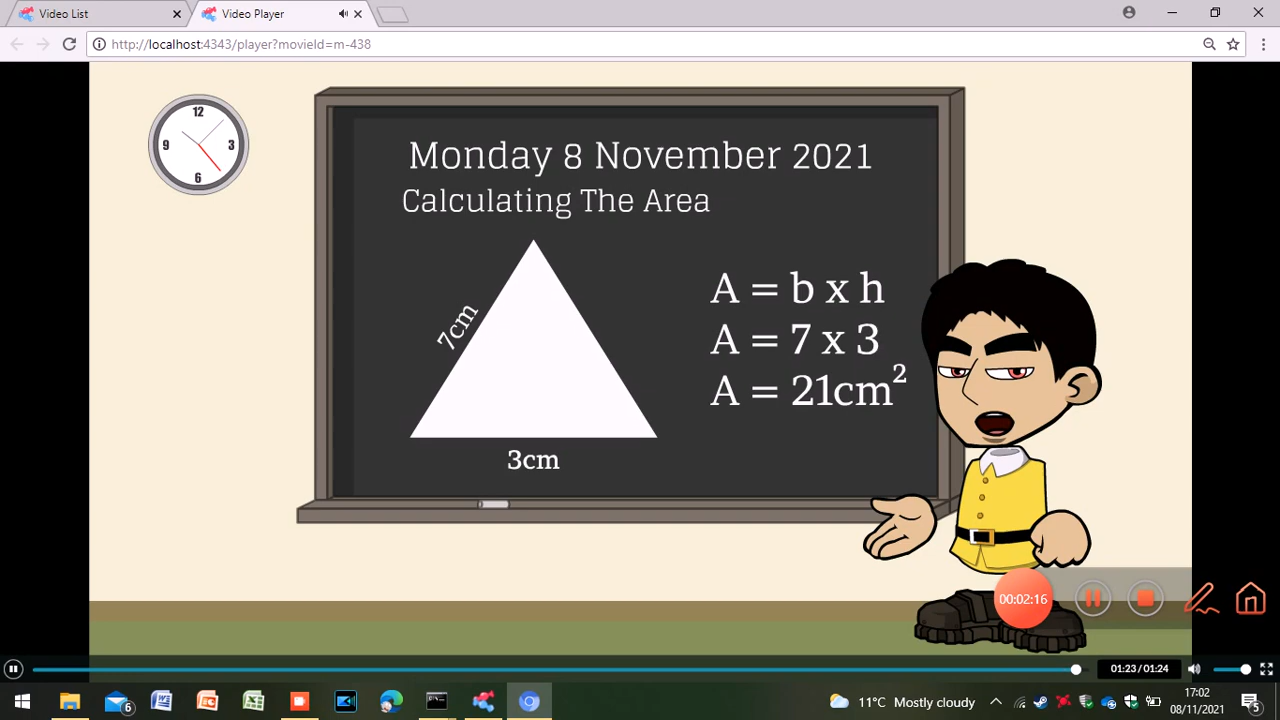 Video List
Video Player
http://localhost:4343/player?movieId=m-438
12
9
3
6
Monday 8 November 2021
Calculating The Area
7cm
3cm
A = b x h
A = 7 x 3
A = 21cm²
00:02:16
01:23 / 01:24
6
11°C Mostly cloudy
17:02
08/11/2021
5